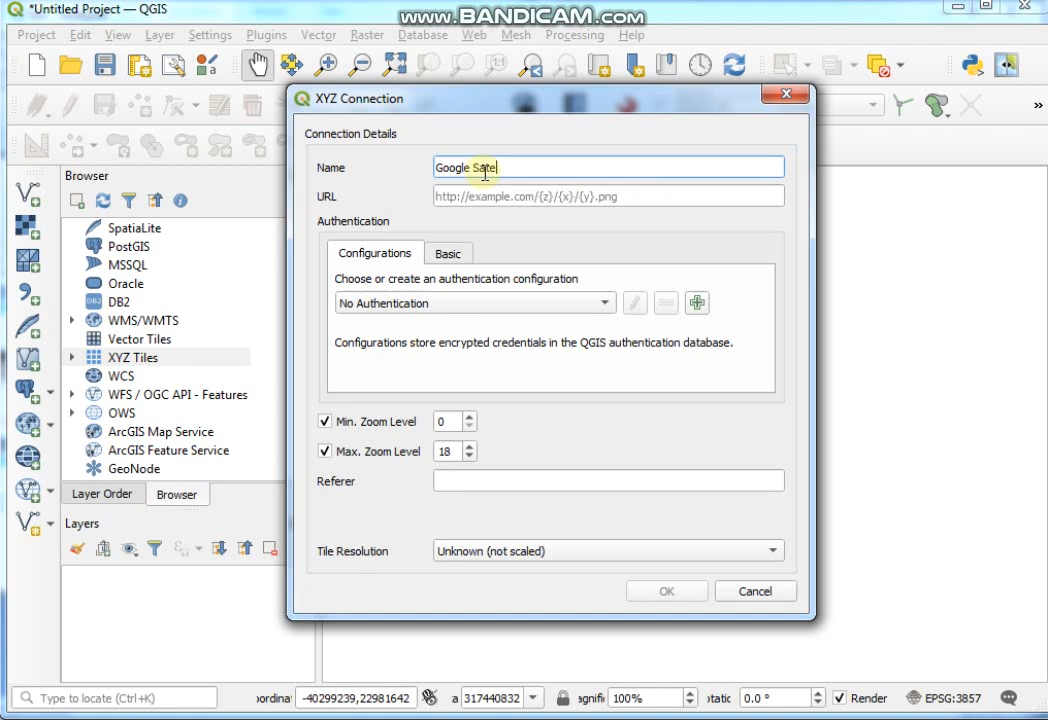 *Untitled Project — QGIS
www.BANDICAM.com
Project Edit View Layer Settings Plugins Vector Raster Database Web Mesh Processing Help
XYZ Connection
Connection Details
Name Google Sate
URL http://example.com/{z}/{x}/{y}.png
Authentication
Configurations Basic
Choose or create an authentication configuration
No Authentication
Configurations store encrypted credentials in the QGIS authentication database.
Min. Zoom Level 0
Max. Zoom Level 18
Referer
Tile Resolution Unknown (not scaled)
OK Cancel
Browser
SpatiaLite
PostGIS
MSSQL
Oracle
DB2
WMS/WMTS
Vector Tiles
XYZ Tiles
WCS
WFS / OGC API - Features
OWS
ArcGIS Map Service
ArcGIS Feature Service
GeoNode
Layer Order Browser
Layers
Type to locate (Ctrl+K) oordina -40299239,22981642 a 317440832 agnifi 100% otatic 0.0 ° Render EPSG:3857